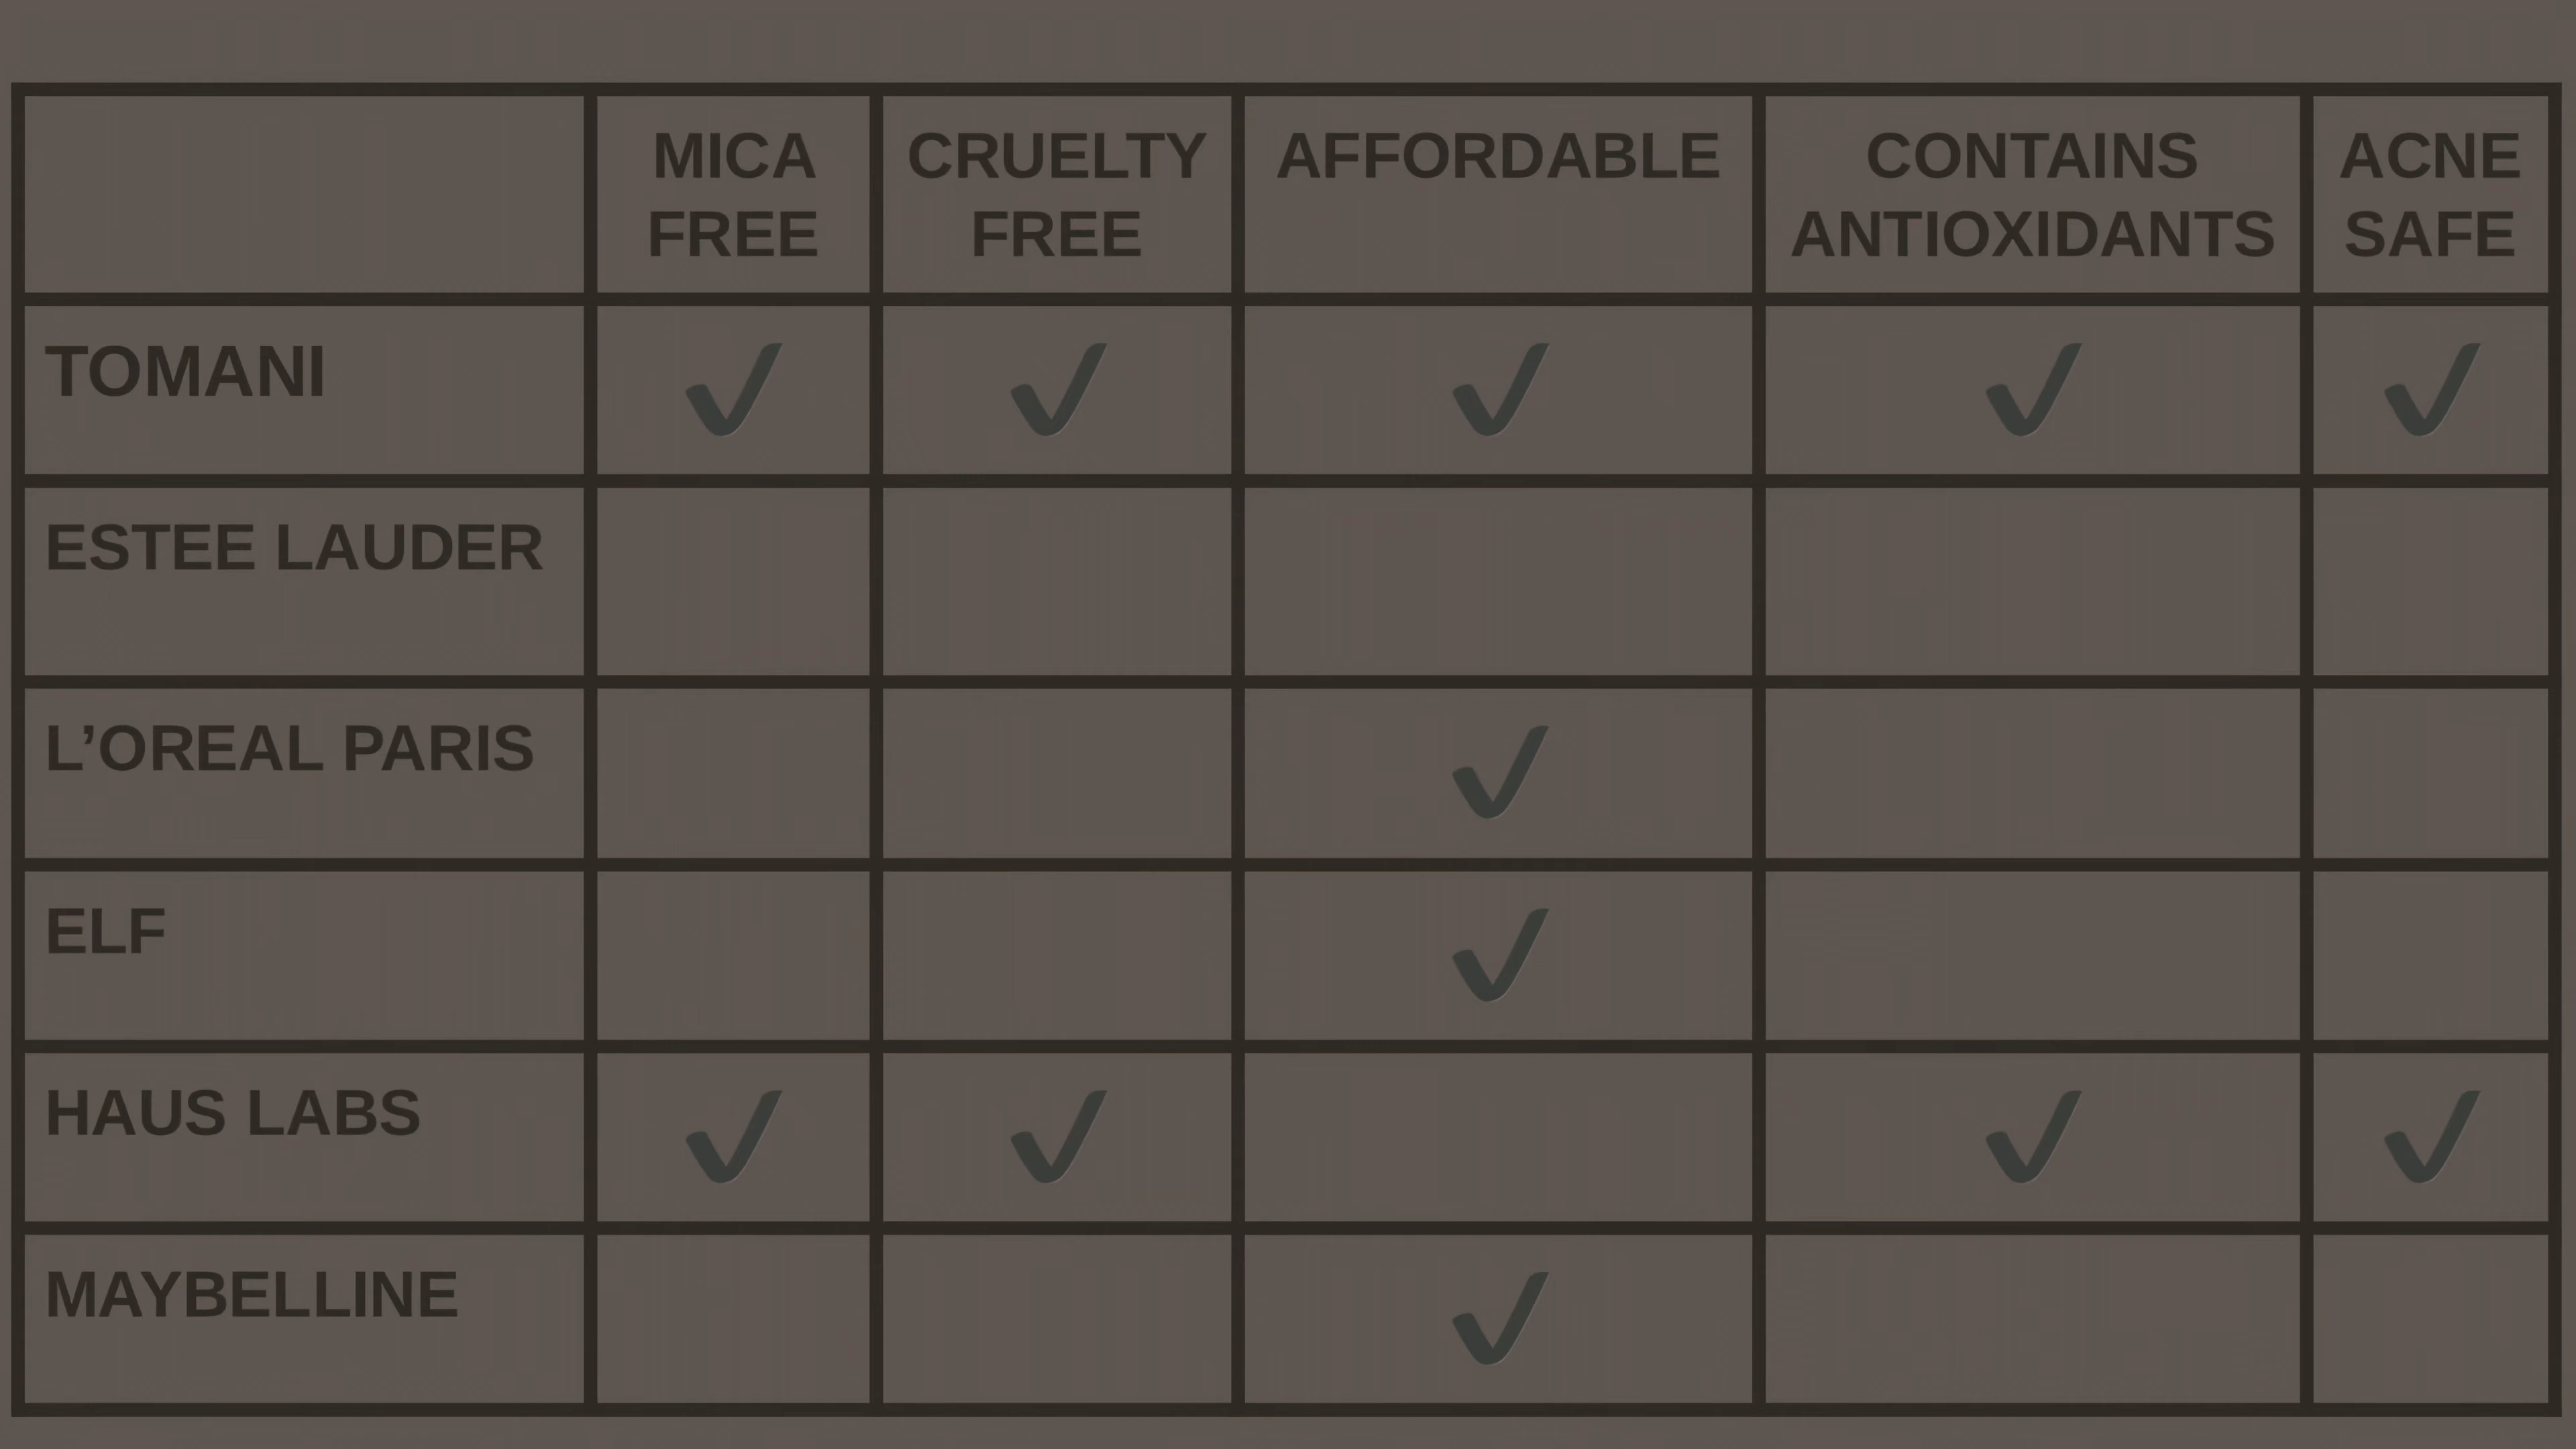 MICA FREE CRUELTY FREE AFFORDABLE CONTAINS ANTIOXIDANTS ACNE SAFE
TOMANI ✓ ✓ ✓ ✓ ✓
ESTEE LAUDER
L’OREAL PARIS ✓
ELF ✓
HAUS LABS ✓ ✓ ✓ ✓
MAYBELLINE ✓